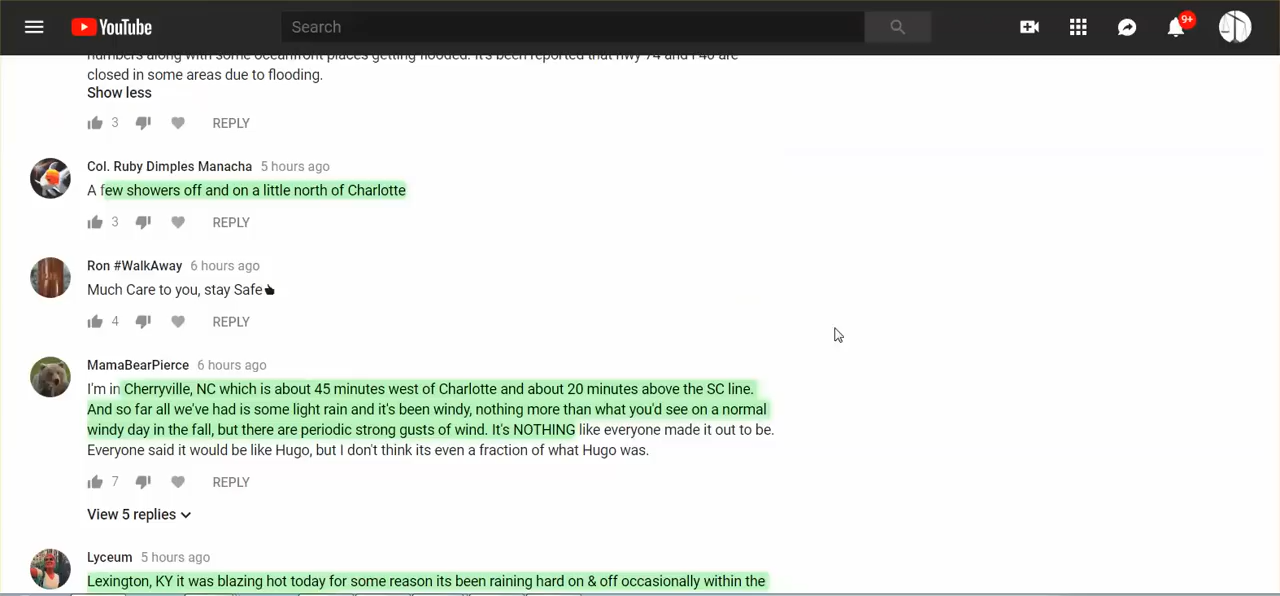 YouTube
Search
9+
numbers along with some oceanfront places getting flooded. It's been reported that hwy 74 and I 40 are
closed in some areas due to flooding.
Show less
3 REPLY
Col. Ruby Dimples Manacha 5 hours ago
A few showers off and on a little north of Charlotte
3 REPLY
Ron #WalkAway 6 hours ago
Much Care to you, stay Safe
4 REPLY
MamaBearPierce 6 hours ago
I'm in Cherryville, NC which is about 45 minutes west of Charlotte and about 20 minutes above the SC line.
And so far all we've had is some light rain and it's been windy, nothing more than what you'd see on a normal
windy day in the fall, but there are periodic strong gusts of wind. It's NOTHING like everyone made it out to be.
Everyone said it would be like Hugo, but I don't think its even a fraction of what Hugo was.
7 REPLY
View 5 replies
Lyceum 5 hours ago
Lexington, KY it was blazing hot today for some reason its been raining hard on & off occasionally within the